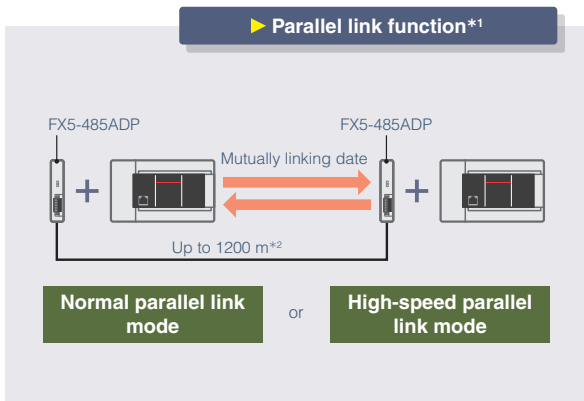 ▶ Parallel link function*1
FX5-485ADP
FX5-485ADP
Mutually linking date
+
+
Up to 1200 m*2
Normal parallel link
mode
or
High-speed parallel
link mode